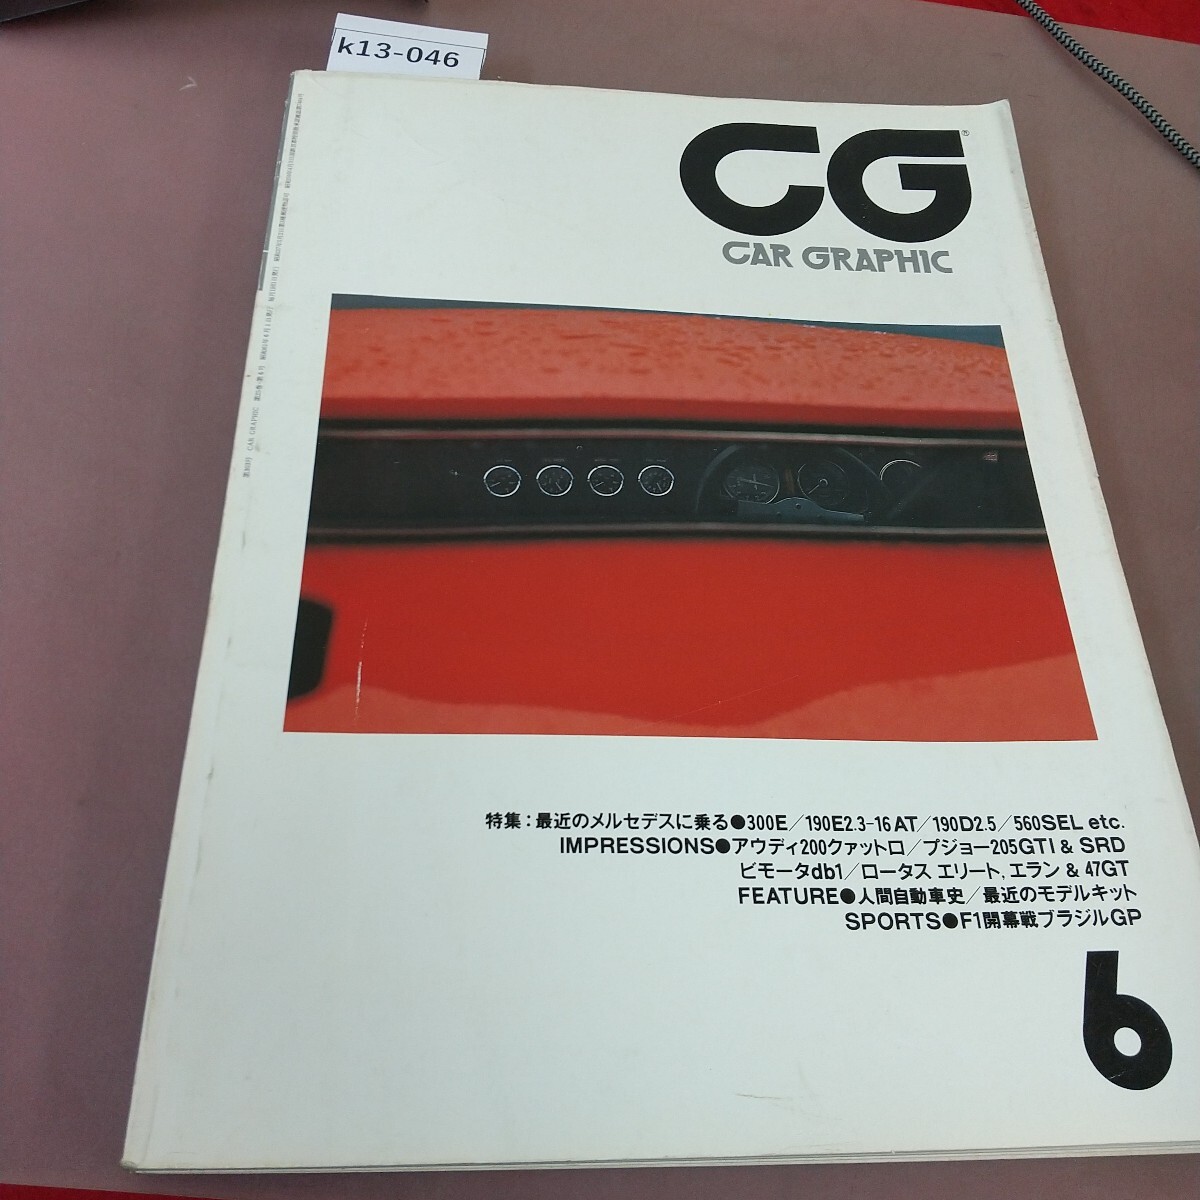 k13-046
CG
®
CAR GRAPHIC
特集:最近のメルセデスに乗る●300E/190E2.3-16AT/190D2.5/560SEL etc.
IMPRESSIONS●アウディ200クァットロ/プジョー205GTI & SRD
ビモータdb1/ロータス エリート, エラン & 47GT
FEATURE●人間自動車史/最近のモデルキット
SPORTS●F1開幕戦ブラジルGP
6